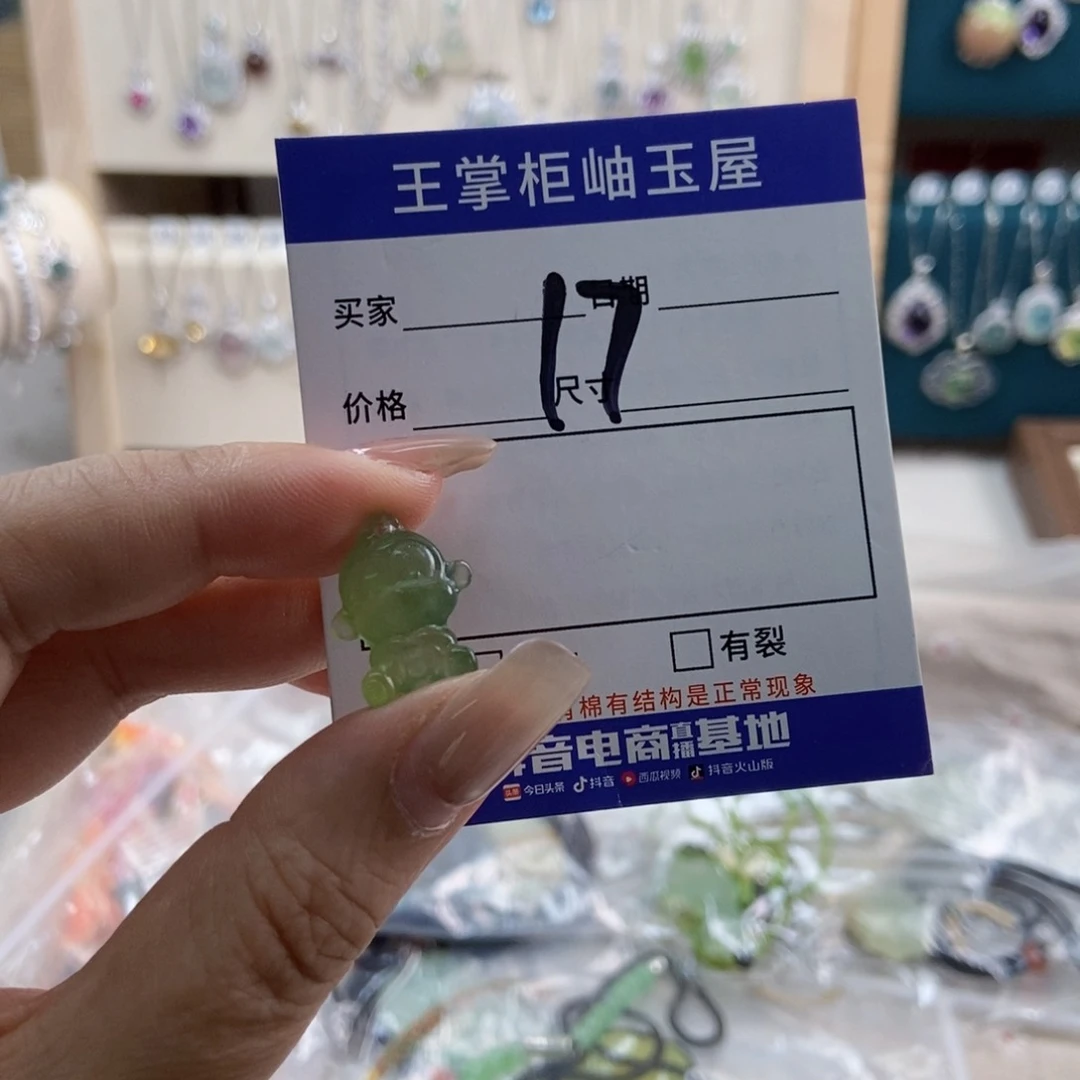 王掌柜岫玉屋
买家 日期
17
价格 尺寸
有裂
棉有结构是正常现象
音电商直播基地
头条 今日头条 抖音 西瓜视频 抖音火山版